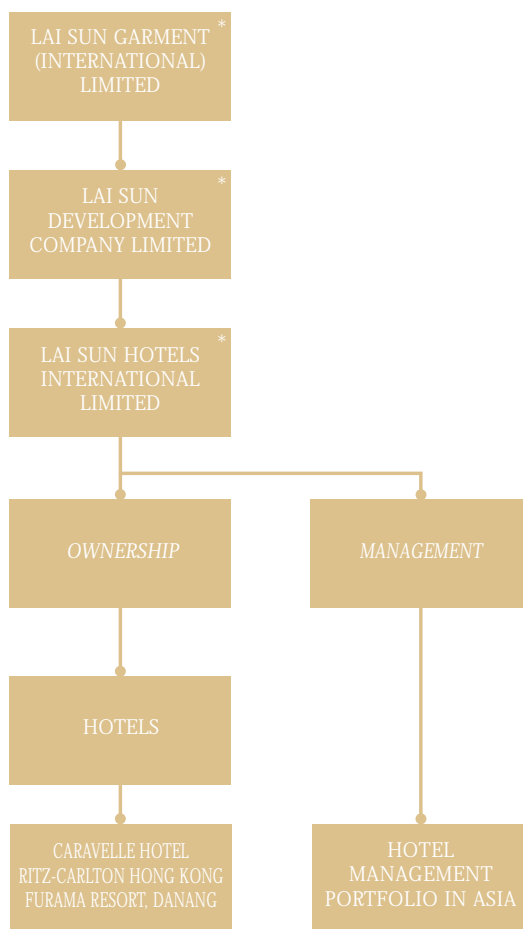 LAI SUN GARMENT *
(INTERNATIONAL)
LIMITED
LAI SUN *
DEVELOPMENT
COMPANY LIMITED
LAI SUN HOTELS *
INTERNATIONAL
LIMITED
OWNERSHIP
MANAGEMENT
HOTELS
CARAVELLE HOTEL
RITZ-CARLTON HONG KONG
FURAMA RESORT, DANANG
HOTEL
MANAGEMENT
PORTFOLIO IN ASIA